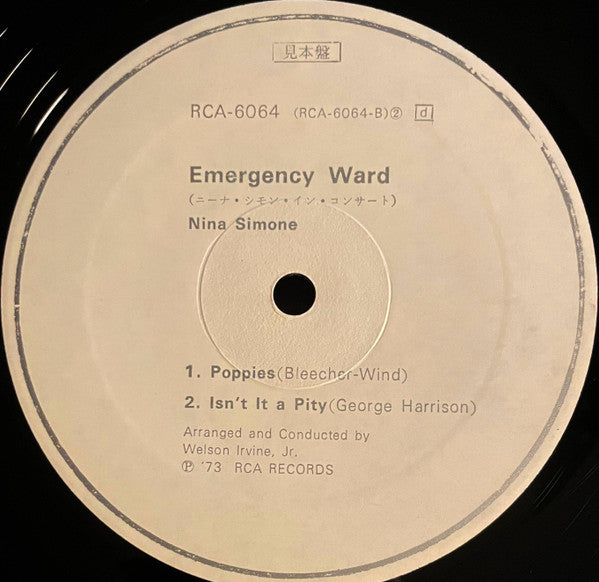 見本盤
RCA-6064 (RCA-6064-B)② d
Emergency Ward
(ニーナ・シモン・イン・コンサート)
Nina Simone
1. Poppies(Bleecher-Wind)
2. Isn't It a Pity(George Harrison)
Arranged and Conducted by
Welson Irvine, Jr.
℗ '73 RCA RECORDS